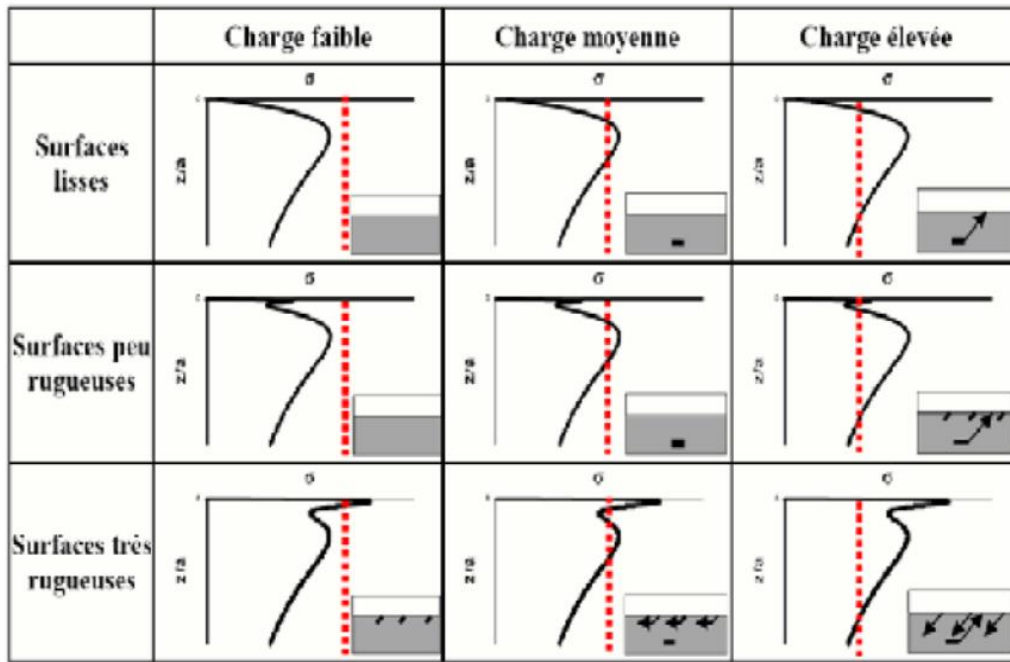 Charge faible
Charge moyenne
Charge élevée
Surfaces
lisses
σ
z/a
σ
z/a
σ
z/a
Surfaces peu
rugueuses
σ
z/a
σ
z/a
σ
z/a
Surfaces très
rugueuses
σ
z/a
σ
z/a
σ
z/a